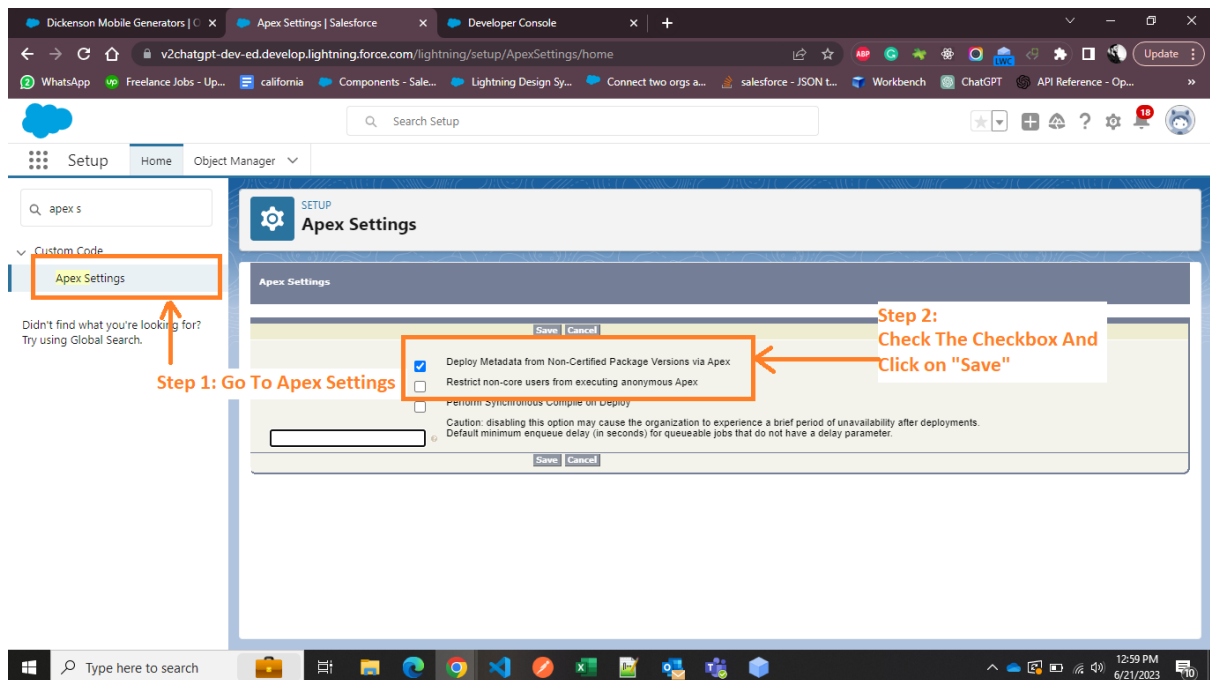 Dickenson Mobile Generators | O
Apex Settings | Salesforce
Developer Console
v2chatgpt-dev-ed.develop.lightning.force.com/lightning/setup/ApexSettings/home
ABP
LWC
Update
WhatsApp
Freelance Jobs - Up...
california
Components - Sale...
Lightning Design Sy...
Connect two orgs a...
salesforce - JSON t...
Workbench
ChatGPT
API Reference - Op...
»
Search Setup
18
Setup
Home
Object Manager
apex s
Custom Code
Apex Settings
Didn't find what you're looking for?
Try using Global Search.
SETUP
Apex Settings
Apex Settings
Save Cancel
Deploy Metadata from Non-Certified Package Versions via Apex
Restrict non-core users from executing anonymous Apex
Perform Synchronous Compile on Deploy
Caution: disabling this option may cause the organization to experience a brief period of unavailability after deployments.
Default minimum enqueue delay (in seconds) for queueable jobs that do not have a delay parameter.
Save Cancel
Step 1: Go To Apex Settings
Step 2:
Check The Checkbox And
Click on "Save"
Type here to search
12:59 PM
6/21/2023